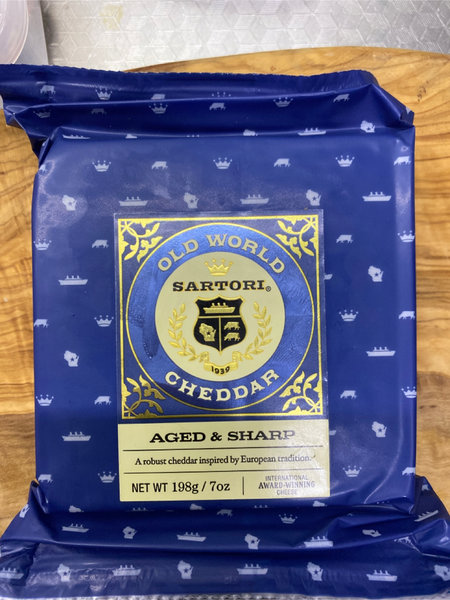 OLD WORLD
SARTORI®
1939
CHEDDAR
AGED & SHARP
A robust cheddar inspired by European tradition.
NET WT 198g / 7oz
INTERNATIONAL
AWARD-WINNING
CHEESE